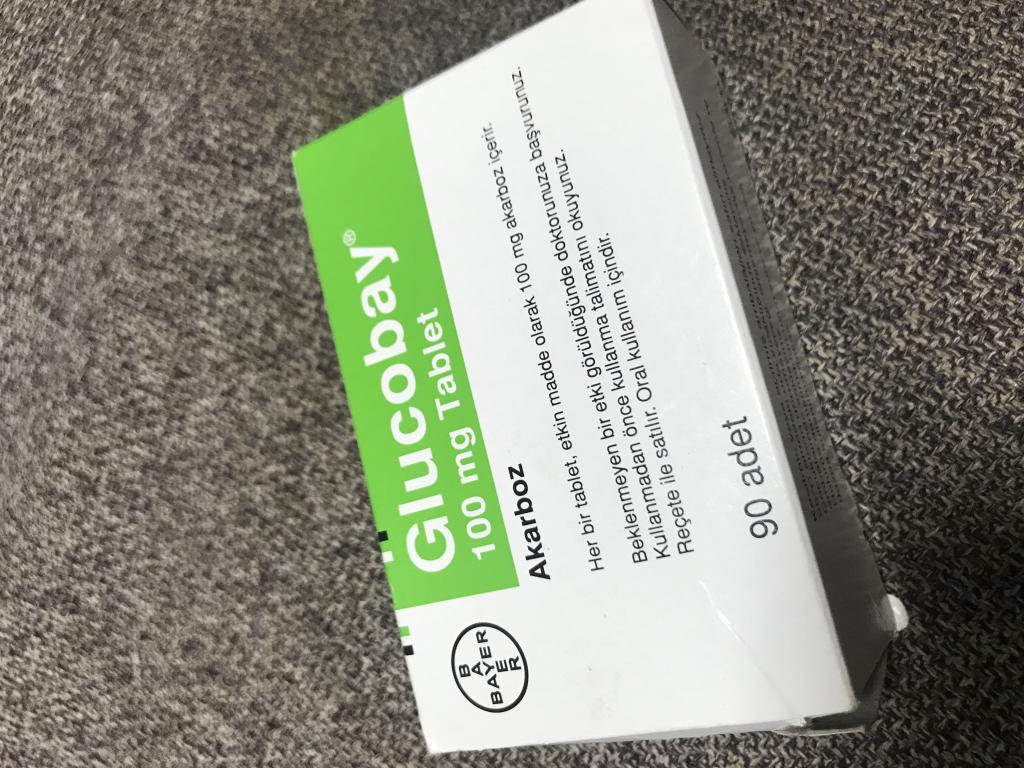 Glucobay®
100 mg Tablet
Akarboz
Her bir tablet, etkin madde olarak 100 mg akarboz içerir.
Beklenmeyen bir etki görüldüğünde doktorunuza başvurunuz.
Kullanmadan önce kullanma talimatını okuyunuz.
Reçete ile satılır. Oral kullanım içindir.
90 adet
BAYER
BAYER